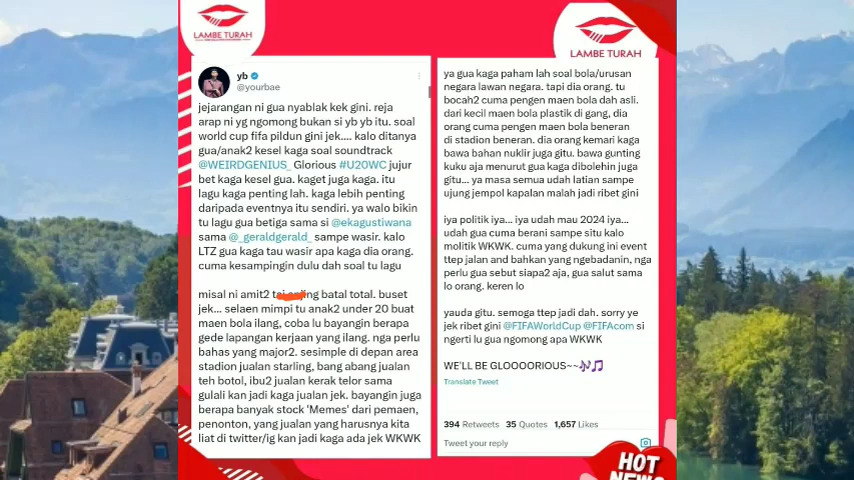 LAMBE TURAH
LAMBE TURAH
yb
@yourbae
jejarangan ni gua nyablak kek gini. reja
arap ni yg ngomong bukan si yb yb itu. soal
world cup fifa pildun gini jek.... kalo ditanya
gua/anak2 kesel kaga soal soundtrack
@WEIRDGENIUS_ Glorious #U20WC jujur
bet kaga kesel gua. kaget juga kaga. itu
lagu kaga penting lah. kaga lebih penting
daripada eventnya itu sendiri. ya walo bikin
tu lagu gua betiga sama si @ekagustiwana
sama @_geraldgerald_ sampe wasir. kalo
LTZ gua kaga tau wasir apa kaga dia orang.
cuma kesampingin dulu dah soal tu lagu
misal ni amit2 batal total. buset
jek... selaen mimpi tu anak2 under 20 buat
maen bola ilang, coba lu bayangin berapa
gede lapangan kerjaan yang ilang. nga perlu
bahas yang major2. sesimple di depan area
stadion jualan starling, bang abang jualan
teh botol, ibu2 jualan kerak telor sama
gulali kan jadi kaga jualan jek. bayangin juga
berapa banyak stock 'Memes' dari pemaen,
penonton, yang jualan yang harusnya kita
liat di twitter/ig kan jadi kaga ada jek WKWK
ya gua kaga paham lah soal bola/urusan
negara lawan negara. tapi dia orang. tu
bocah2 cuma pengen maen bola dah asli.
dari kecil maen bola plastik di gang, dia
orang cuma pengen maen bola beneran
di stadion beneran. dia orang kemari kaga
bawa bahan nuklir juga gitu. bawa gunting
kuku aja menurut gua kaga dibolehin juga
gitu... ya masa semua udah latian sampe
ujung jempol kapalan malah jadi ribet gini
iya politik iya... iya udah mau 2024 iya...
udah gua cuma berani sampe situ kalo
molitik WKWK. cuma yang dukung ini event
ttep jalan and bahkan yang ngebadanin, nga
perlu gua sebut siapa2 aja, gua salut sama
lo orang. keren lo
yauda gitu. semoga ttep jadi dah. sorry ye
jek ribet gini @FIFAWorldCup @FIFAcom si
ngerti lu gua ngomong apa WKWK
WE'LL BE GLOOOORIOUS~~🎶🎵
Translate Tweet
394 Retweets 35 Quotes 1,657 Likes
Tweet your reply
HOT
NEWS